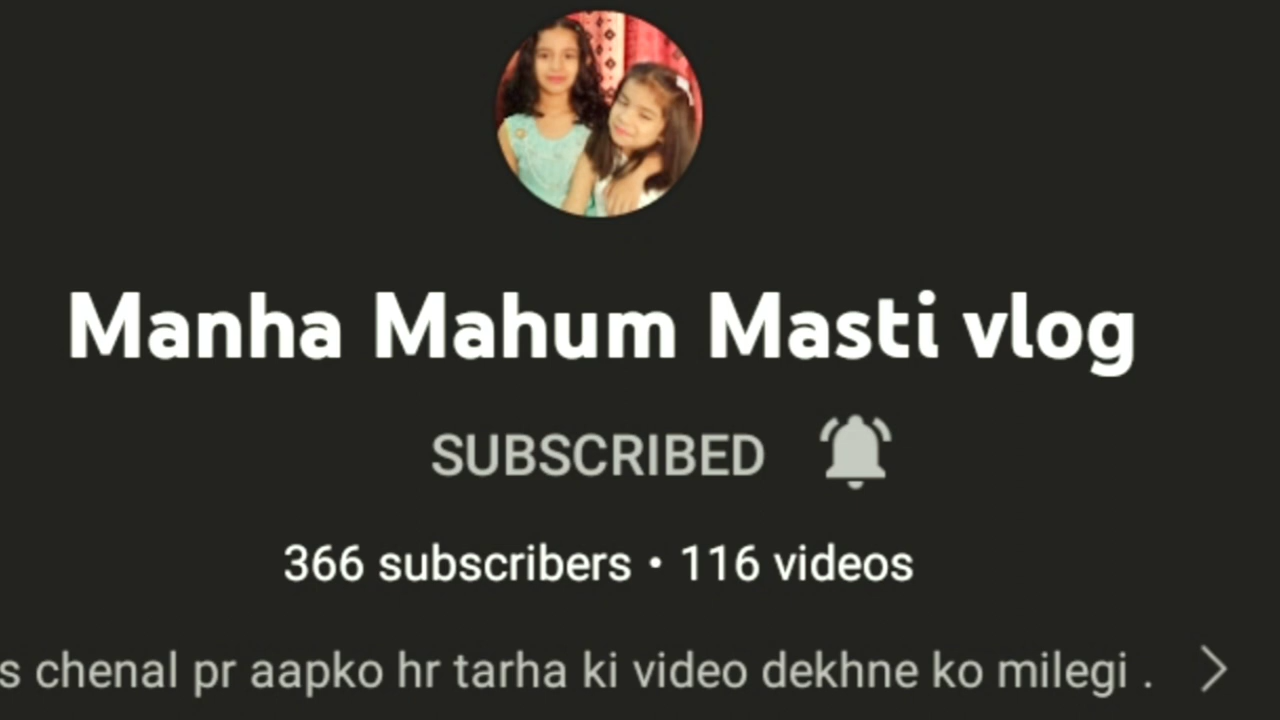 Manha Mahum Masti vlog
SUBSCRIBED
366 subscribers • 116 videos
s chenal pr aapko hr tarha ki video dekhne ko milegi .